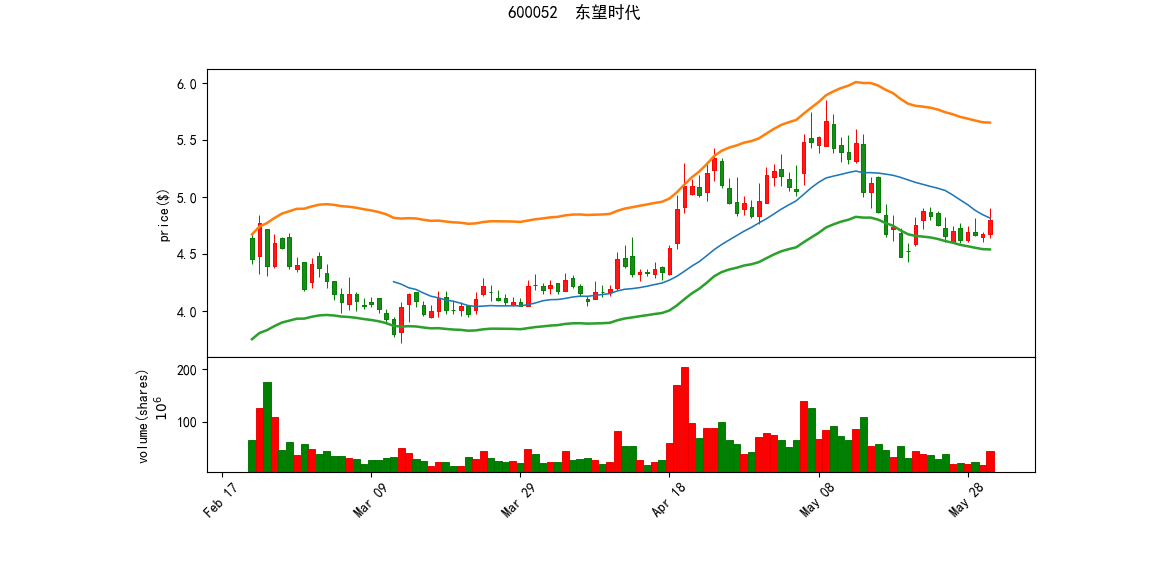 600052  东望时代
price($)
6.0
5.5
5.0
4.5
4.0
volume(shares)
10^6
200
100
Feb 17
Mar 09
Mar 29
Apr 18
May 08
May 28